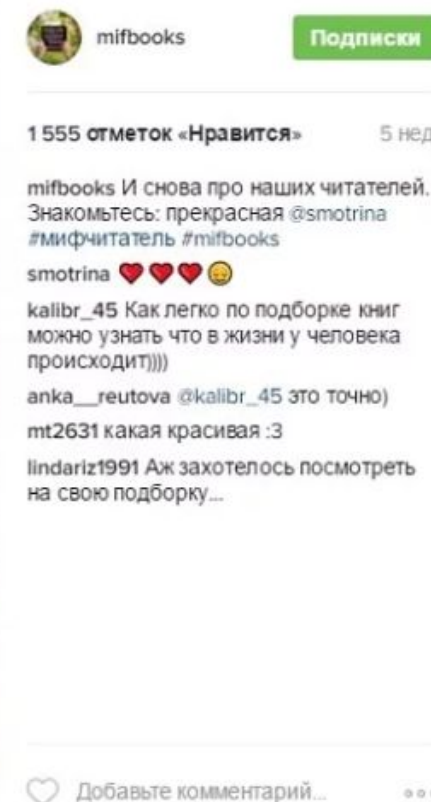 mifbooks
Подписки
1 555 отметок «Нравится» 5 нед
mifbooks И снова про наших читателей.
Знакомьтесь: прекрасная @smotrina
#мифчитатель #mifbooks
smotrina ❤️❤️❤️😊
kalibr_45 Как легко по подборке книг
можно узнать что в жизни у человека
происходит))))
anka__reutova @kalibr_45 это точно)
mt2631 какая красивая :3
lindariz1991 Аж захотелось посмотреть
на свою подборку...
Добавьте комментарий...